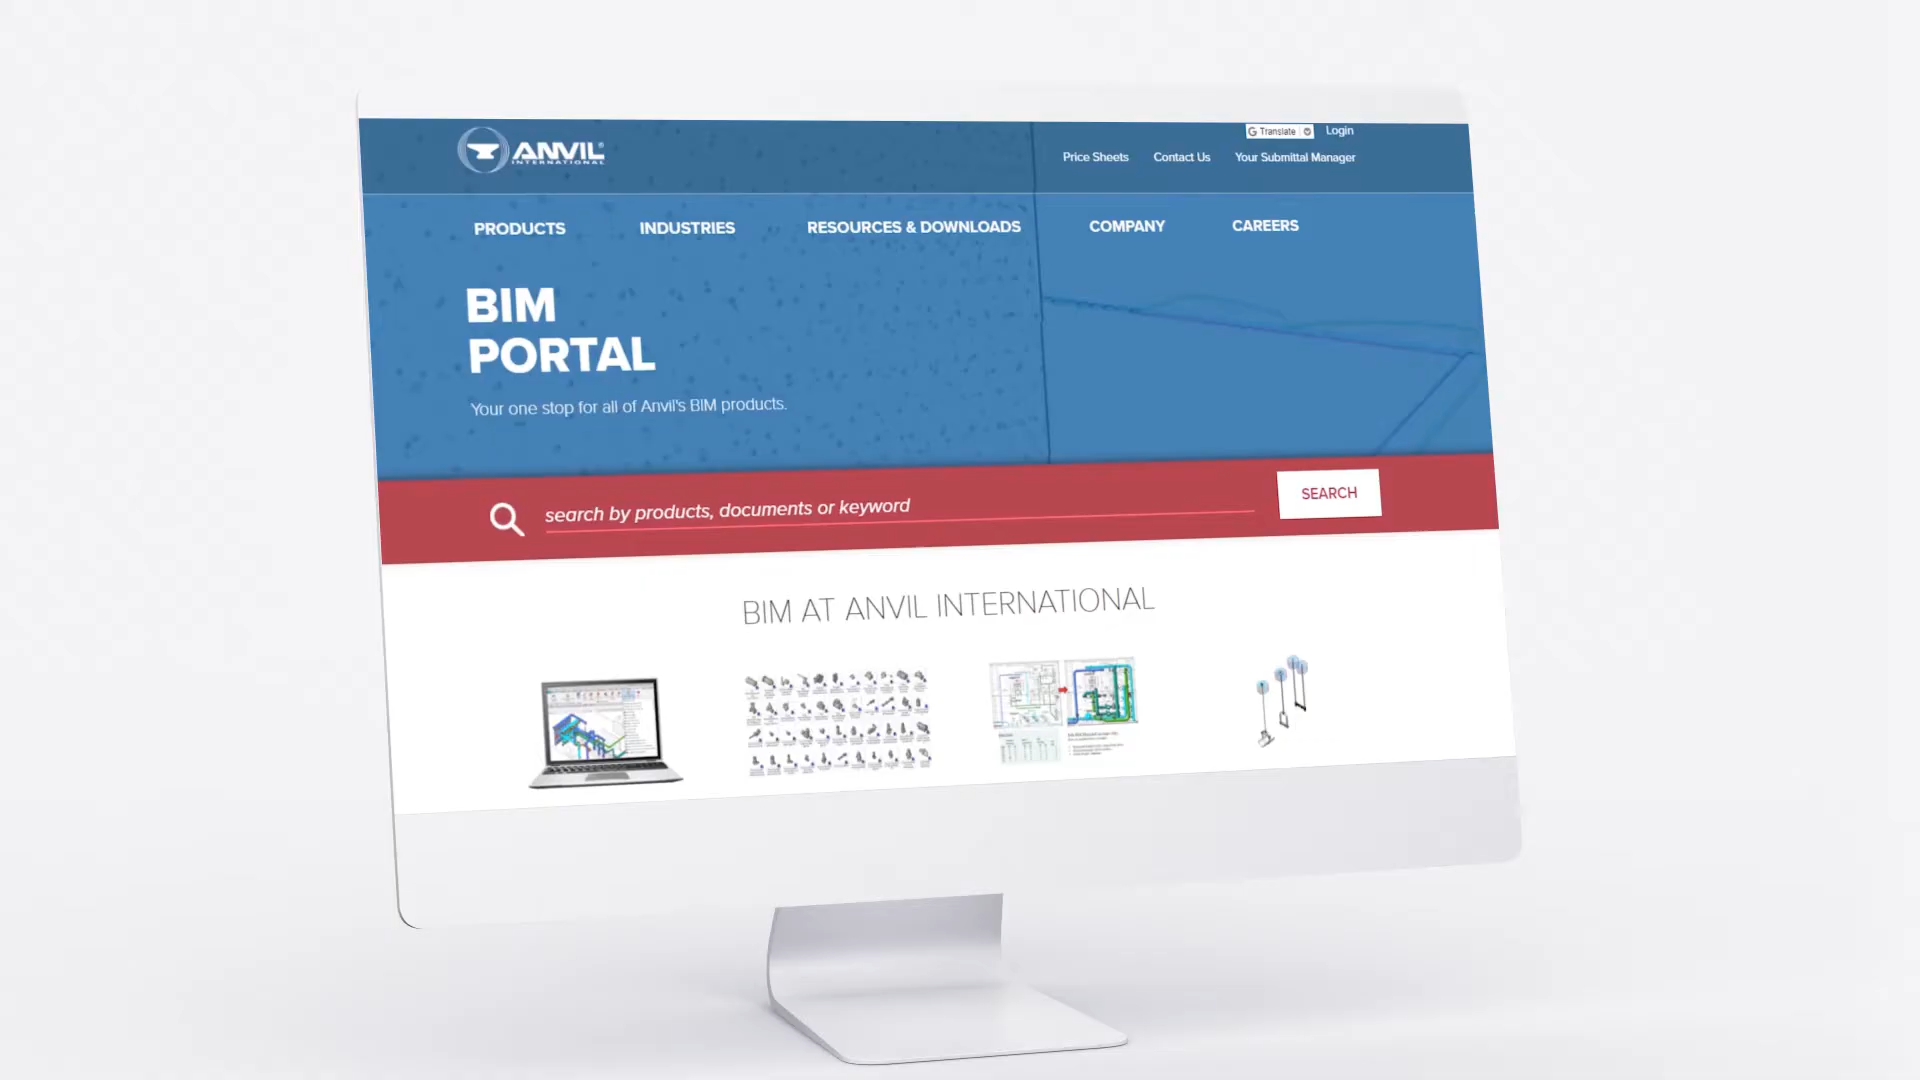 ANVIL
INTERNATIONAL
G Translate
Login
Price Sheets
Contact Us
Your Submittal Manager
PRODUCTS
INDUSTRIES
RESOURCES & DOWNLOADS
COMPANY
CAREERS
BIM
PORTAL
Your one stop for all of Anvil's BIM products.
search by products, documents or keyword
SEARCH
BIM AT ANVIL INTERNATIONAL